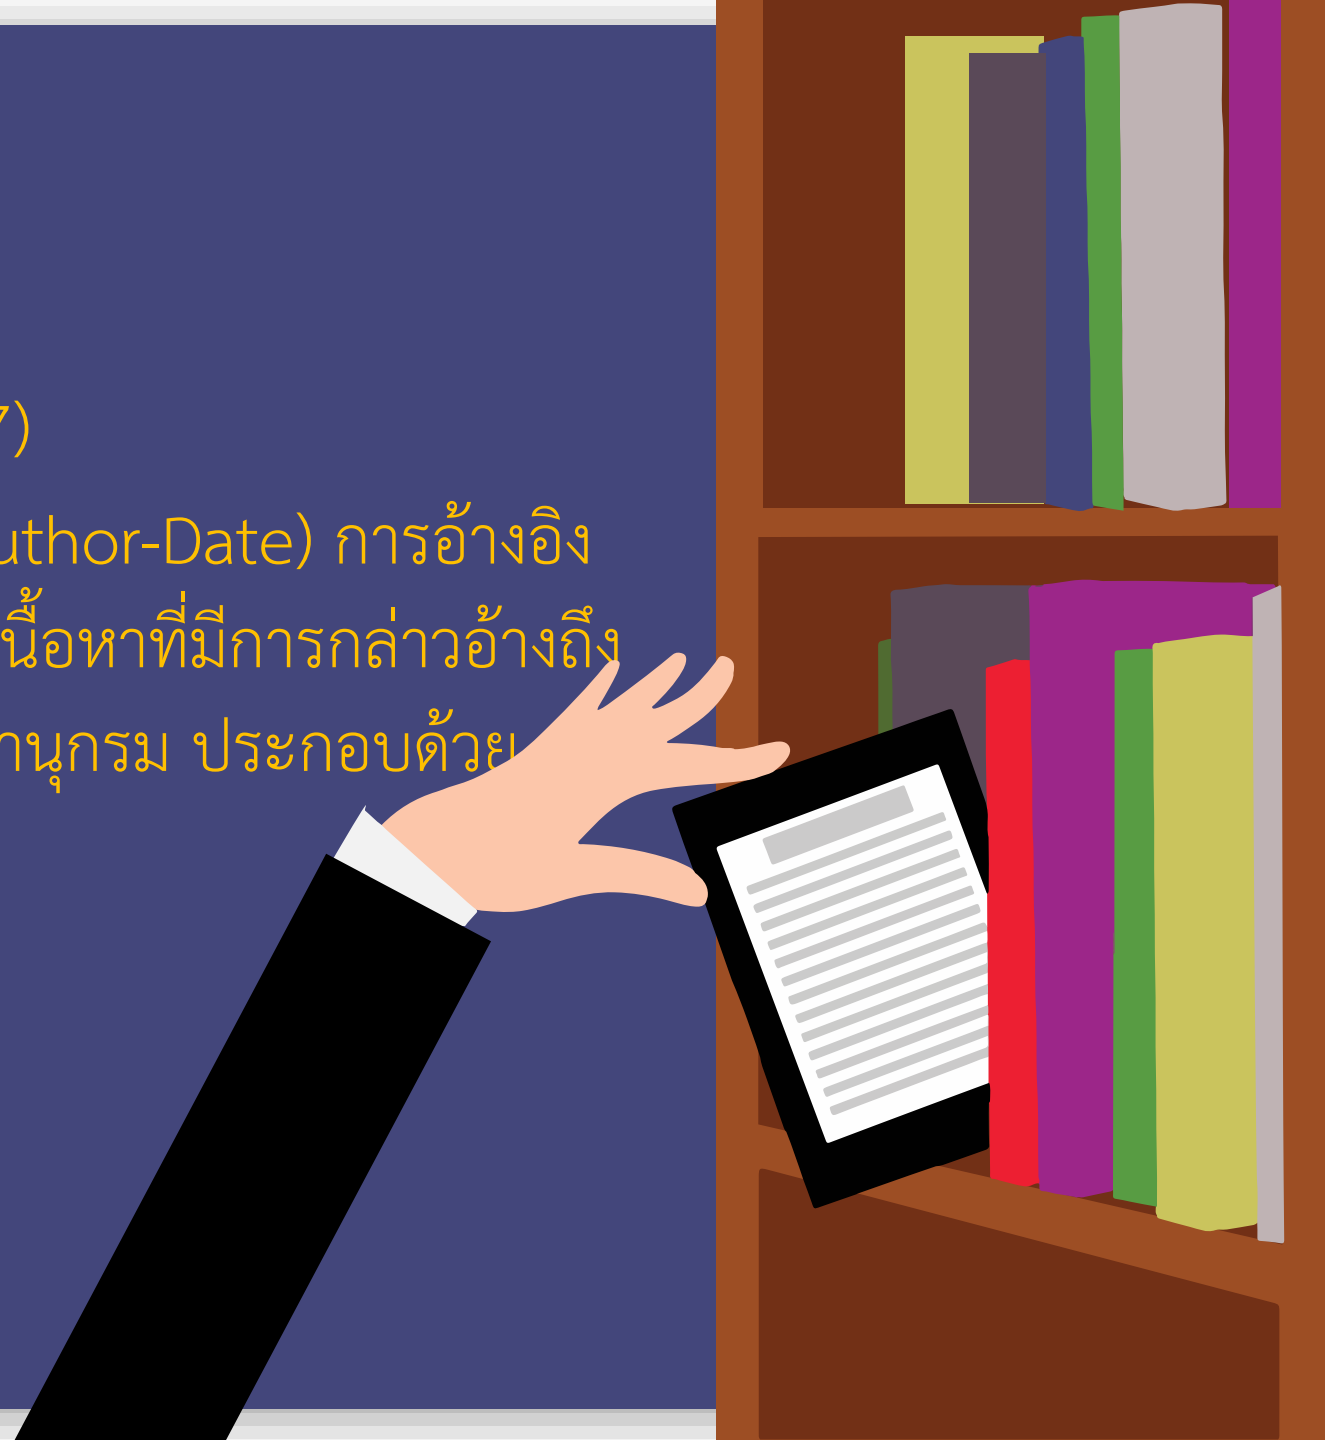 7)
uthor-Date) การอ้างอิง
เนื้อหาที่มีการกล่าวอ้างถึง
านุกรม ประกอบด้วย